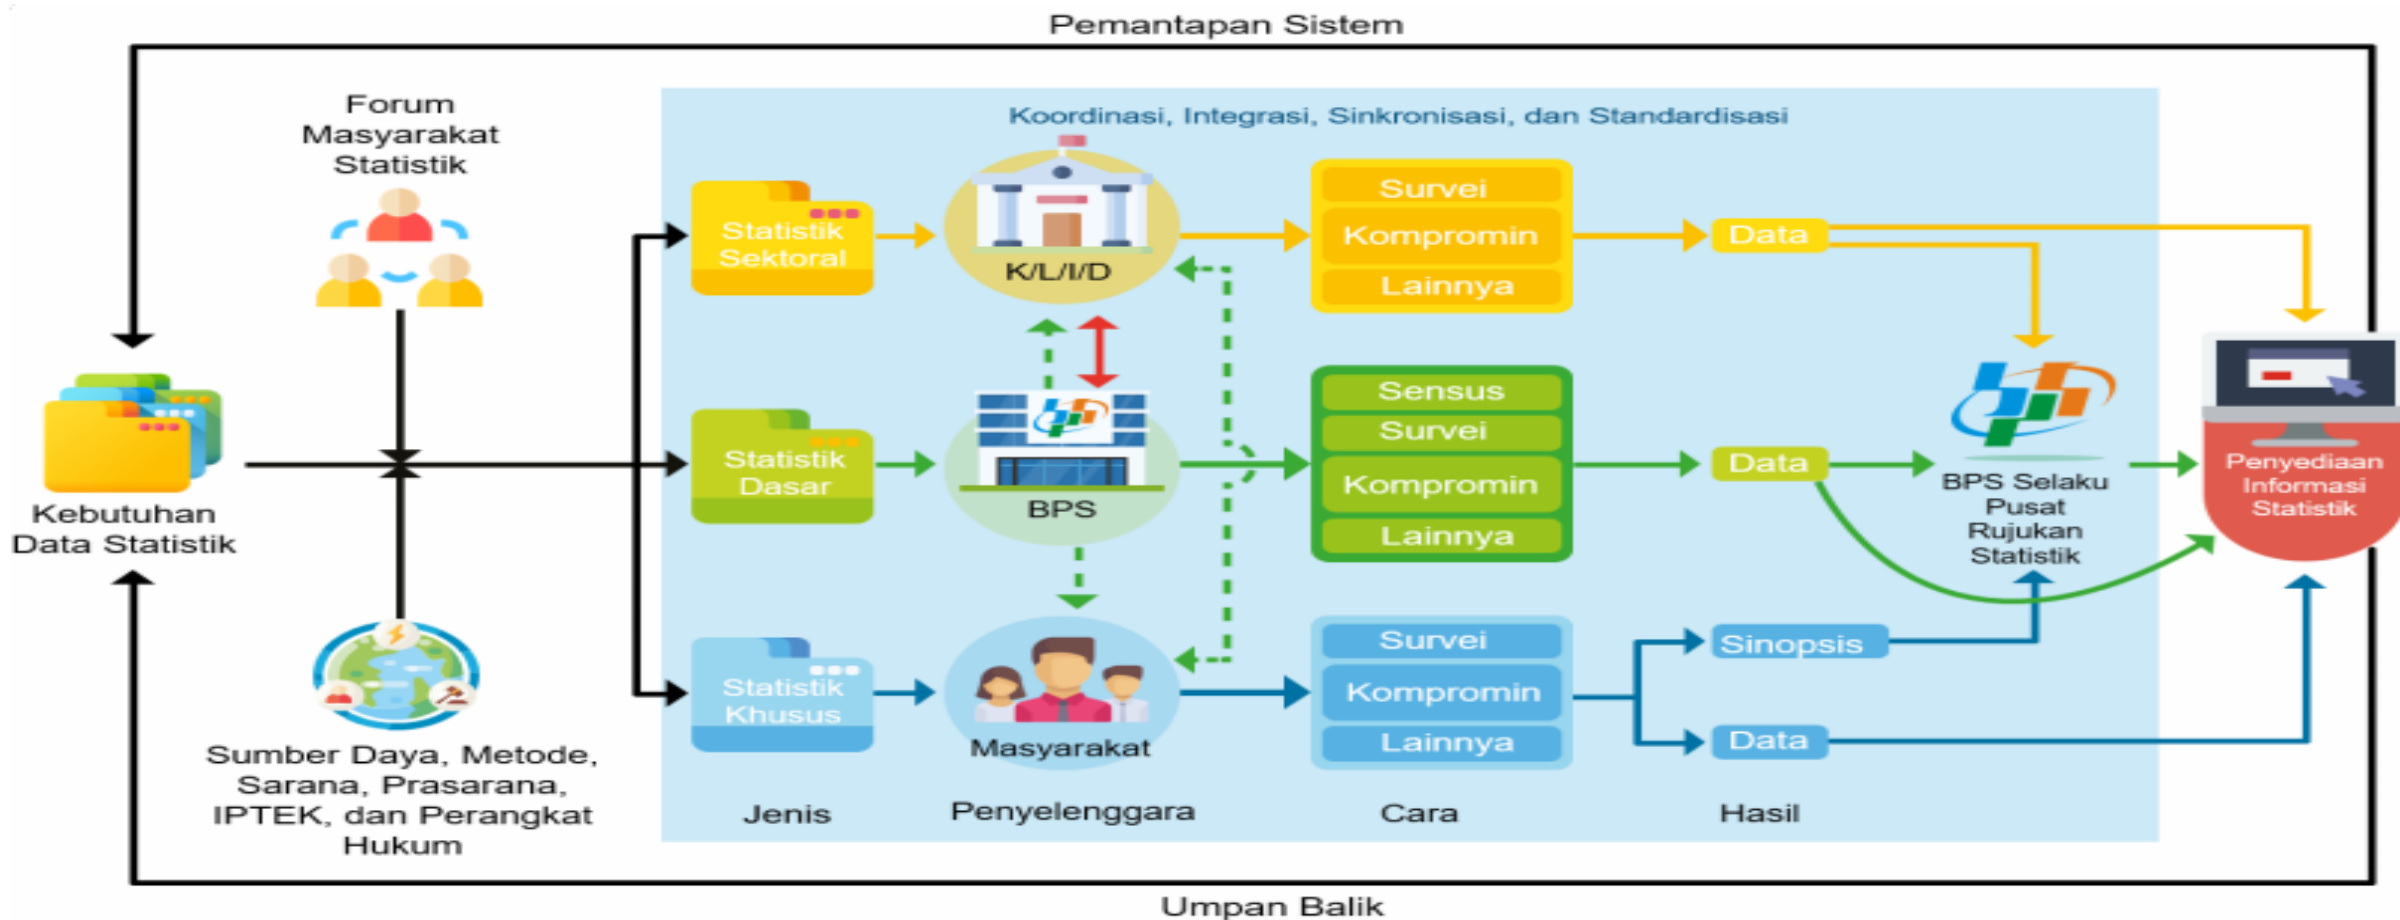 Pemantapan Sistem
Forum
Masyarakat
Statistik
Koordinasi, Integrasi, Sinkronisasi, dan Standardisasi
Statistik
Sektoral
K/L/I/D
Survei
Kompromin
Lainnya
Data
Kebutuhan
Data Statistik
Statistik
Dasar
BPS
Sensus
Survei
Kompromin
Lainnya
Data
BPS Selaku
Pusat
Rujukan
Statistik
Penyediaan
Informasi
Statistik
Sumber Daya, Metode,
Sarana, Prasarana,
IPTEK, dan Perangkat
Hukum
Statistik
Khusus
Masyarakat
Survei
Kompromin
Lainnya
Sinopsis
Data
Jenis
Penyelenggara
Cara
Hasil
Umpan Balik